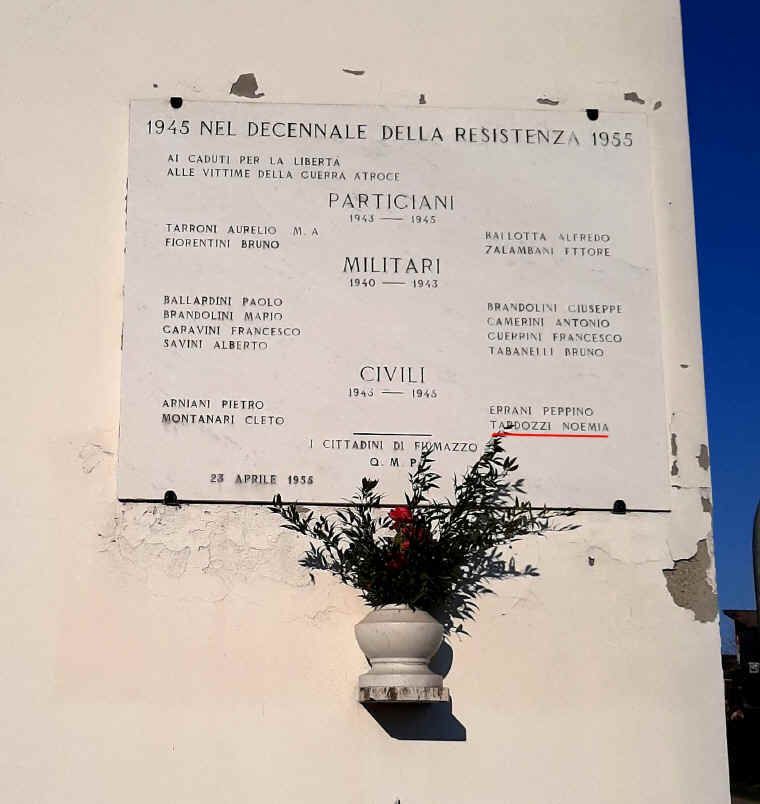 1945 NEL DECENNALE DELLA RESISTENZA 1955
AI CADUTI PER LA LIBERTÀ
ALLE VITTIME DELLA GUERRA ATROCE
PARTIGIANI
1943 — 1945
TARRONI AURELIO M. A
FIORENTINI BRUNO
BALLOTTA ALFREDO
ZALAMBANI ETTORE
MILITARI
1940 — 1943
BALLARDINI PAOLO
BRANDOLINI MARIO
GARAVINI FRANCESCO
SAVINI ALBERTO
BRANDOLINI GIUSEPPE
CAMERINI ANTONIO
GUERRINI FRANCESCO
TABANELLI BRUNO
CIVILI
1943 — 1945
ARNIANI PIETRO
MONTANARI CLETO
ERRANI PEPPINO
TARDOZZI NOEMIA
I CITTADINI DI FIUMAZZO
Q. M. P.
23 APRILE 1955